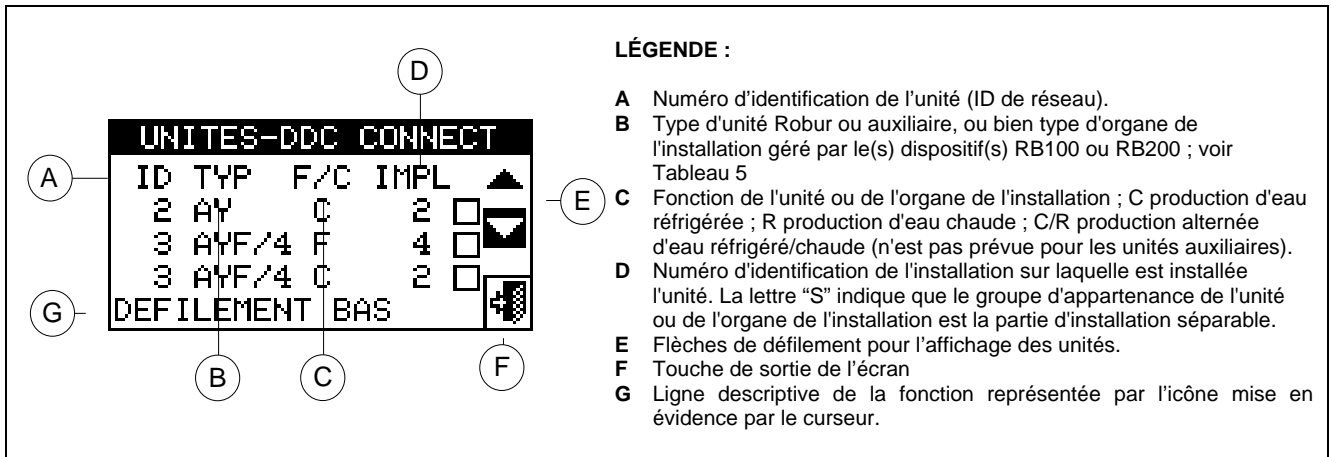 D
UNITES-DDC CONNECT
A
ID TYP F/C IMPL
2 AY C 2
3 AYF/4 F 4
3 AYF/4 C 2
E
DEFILEMENT BAS
G
B
C
F
LÉGENDE :
A Numéro d'identification de l'unité (ID de réseau).
B Type d'unité Robur ou auxiliaire, ou bien type d'organe de
l'installation géré par le(s) dispositif(s) RB100 ou RB200 ; voir
Tableau 5
C Fonction de l'unité ou de l'organe de l'installation ; C production d'eau
réfrigérée ; R production d'eau chaude ; C/R production alternée
d'eau réfrigéré/chaude (n'est pas prévue pour les unités auxiliaires).
D Numéro d'identification de l'installation sur laquelle est installée
l'unité. La lettre “S” indique que le groupe d'appartenance de l'unité
ou de l'organe de l'installation est la partie d'installation séparable.
E Flèches de défilement pour l'affichage des unités.
F Touche de sortie de l'écran
G Ligne descriptive de la fonction représentée par l'icône mise en
évidence par le curseur.